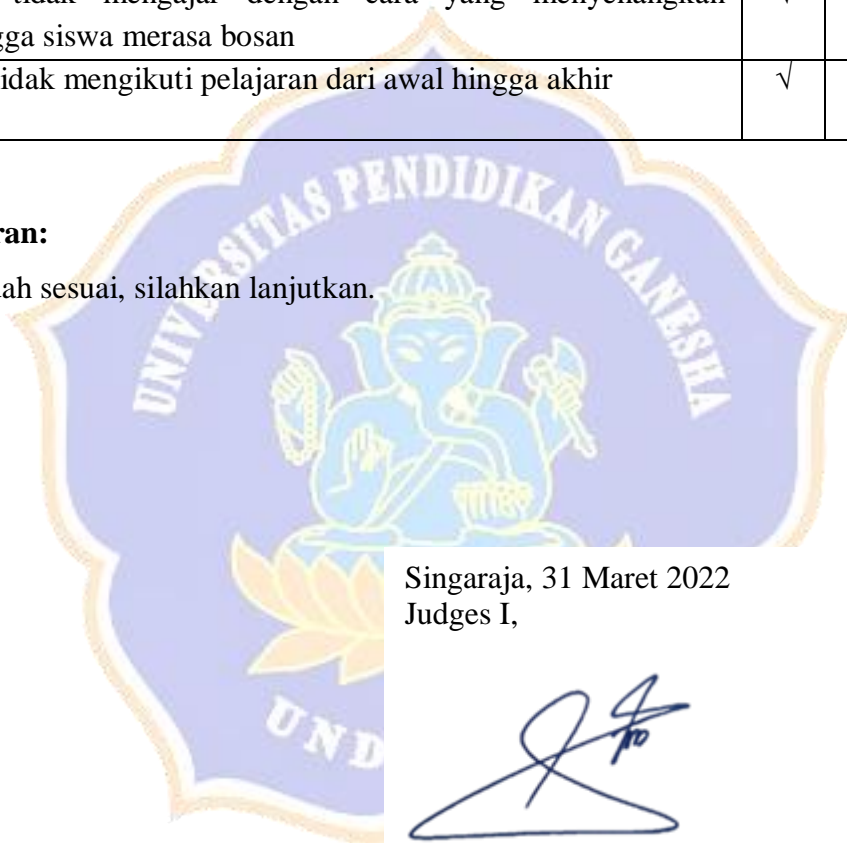 tidak mengajar dengan cara yang menyenangkan √
gga siswa merasa bosan
idak mengikuti pelajaran dari awal hingga akhir √
ran:
ah sesuai, silahkan lanjutkan.
UNIVERSITAS PENDIDIKAN GANESHA
Singaraja, 31 Maret 2022
Judges I,
UND